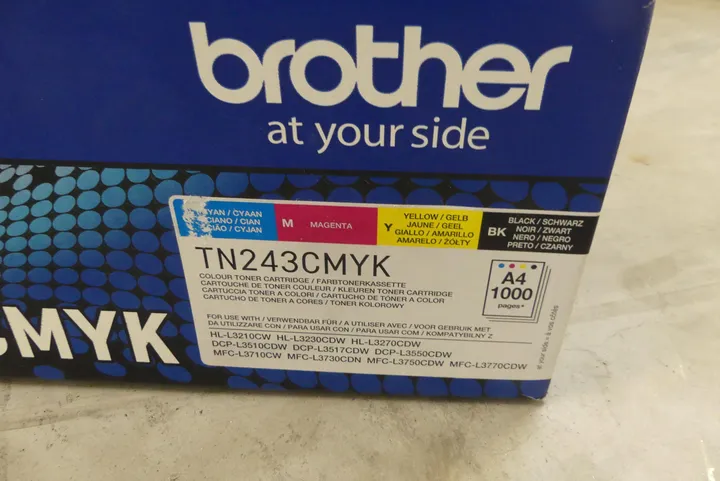 brother
at your side
YAN / CYAAN
CIANO / CIAN
CIÃO / CYJAN
M MAGENTA
Y YELLOW / GELB
JAUNE / GEEL
GIALLO / AMARILLO
AMARELO / ŻÓŁTY
BK BLACK / SCHWARZ
NOIR / ZWART
NERO / NEGRO
PRETO / CZARNY
TN243CMYK
COLOUR TONER CARTRIDGE / FARBTONERKASSETTE
CARTOUCHE DE TONER COULEUR / KLEUREN TONER CARTRIDGE
CARTUCCIA TONER A COLORI / CARTUCHO DE TONER A COLOR
CARTUCHO DE TONER A CORES / TONER KOLOROWY
A4
1000
pages*
FOR USE WITH / VERWENDBAR FÜR / A UTILISER AVEC / VOOR GEBRUIK MET
DA UTILIZZARE CON / PARA USAR CON / PARA USAR COM / KOMPATYBILNY Z
HL-L3210CW HL-L3230CDW HL-L3270CDW
DCP-L3510CDW DCP-L3517CDW DCP-L3550CDW
MFC-L3710CW MFC-L3730CDN MFC-L3750CDW MFC-L3770CDW
CMYK